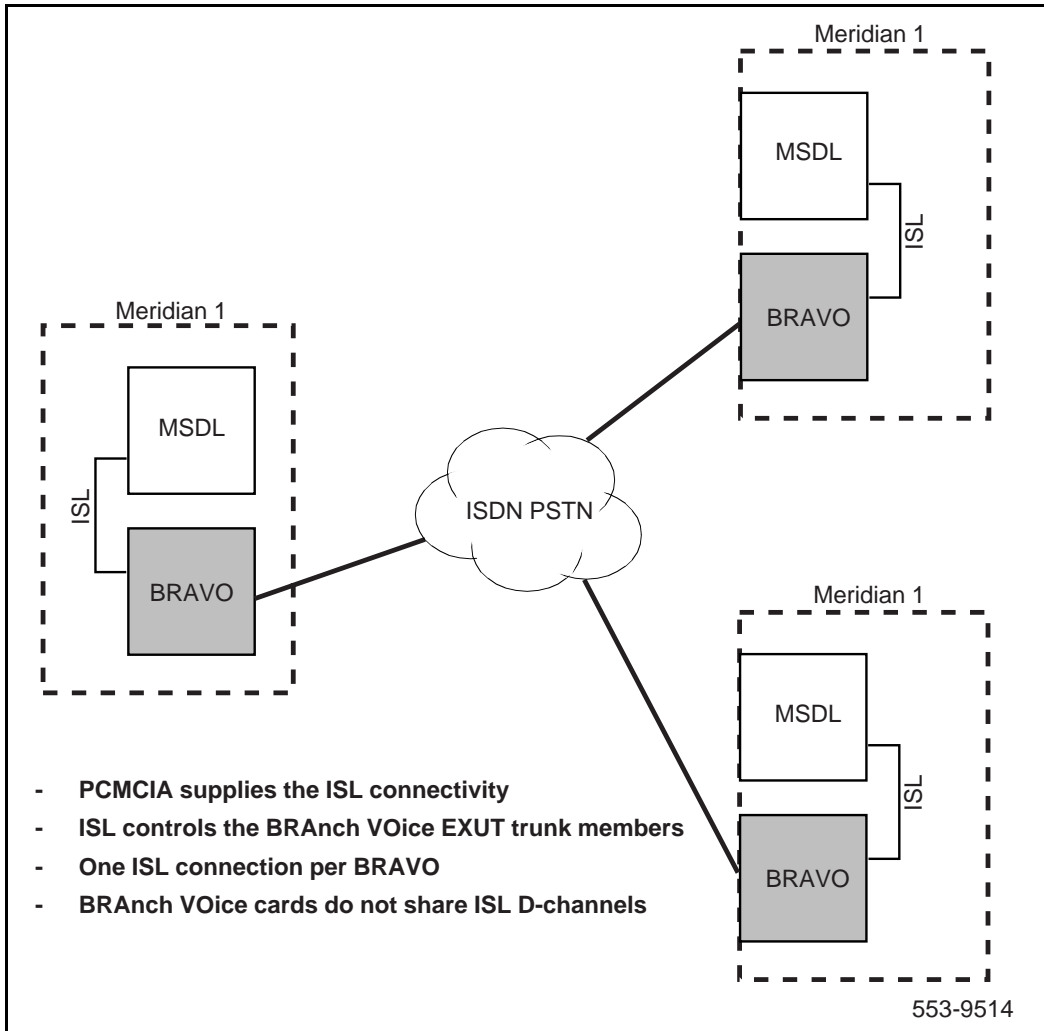 Meridian 1
MSDL
ISL
BRAVO
Meridian 1
MSDL
ISL
BRAVO
ISDN PSTN
Meridian 1
MSDL
ISL
BRAVO
- PCMCIA supplies the ISL connectivity
- ISL controls the BRAnch VOice EXUT trunk members
- One ISL connection per BRAVO
- BRAnch VOice cards do not share ISL D-channels
553-9514